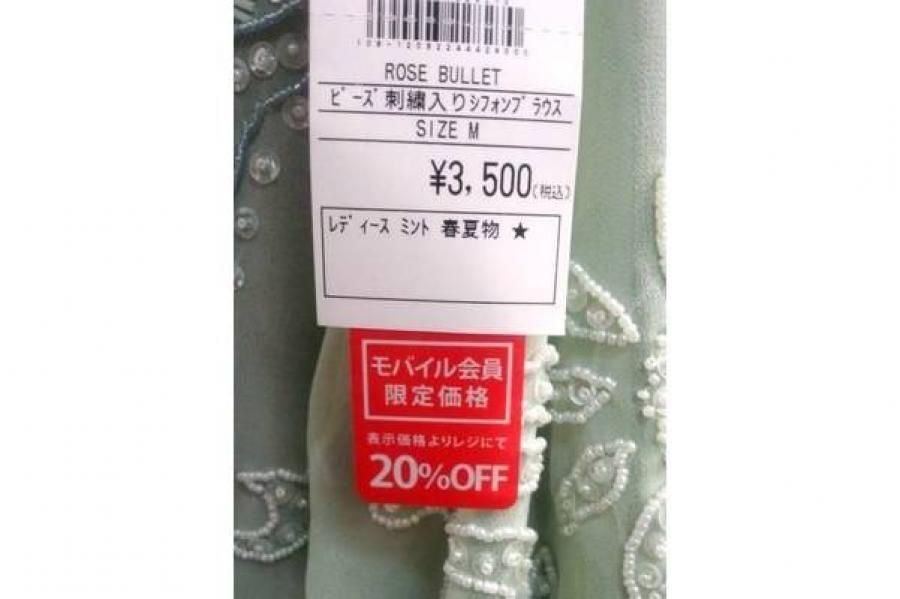 ROSE BULLET
ビーズ刺繍入りシフォンブラウス
SIZE M
¥3,500(税込)
レディース ミント 春夏物 ★
モバイル会員
限定価格
表示価格よりレジにて
20%OFF